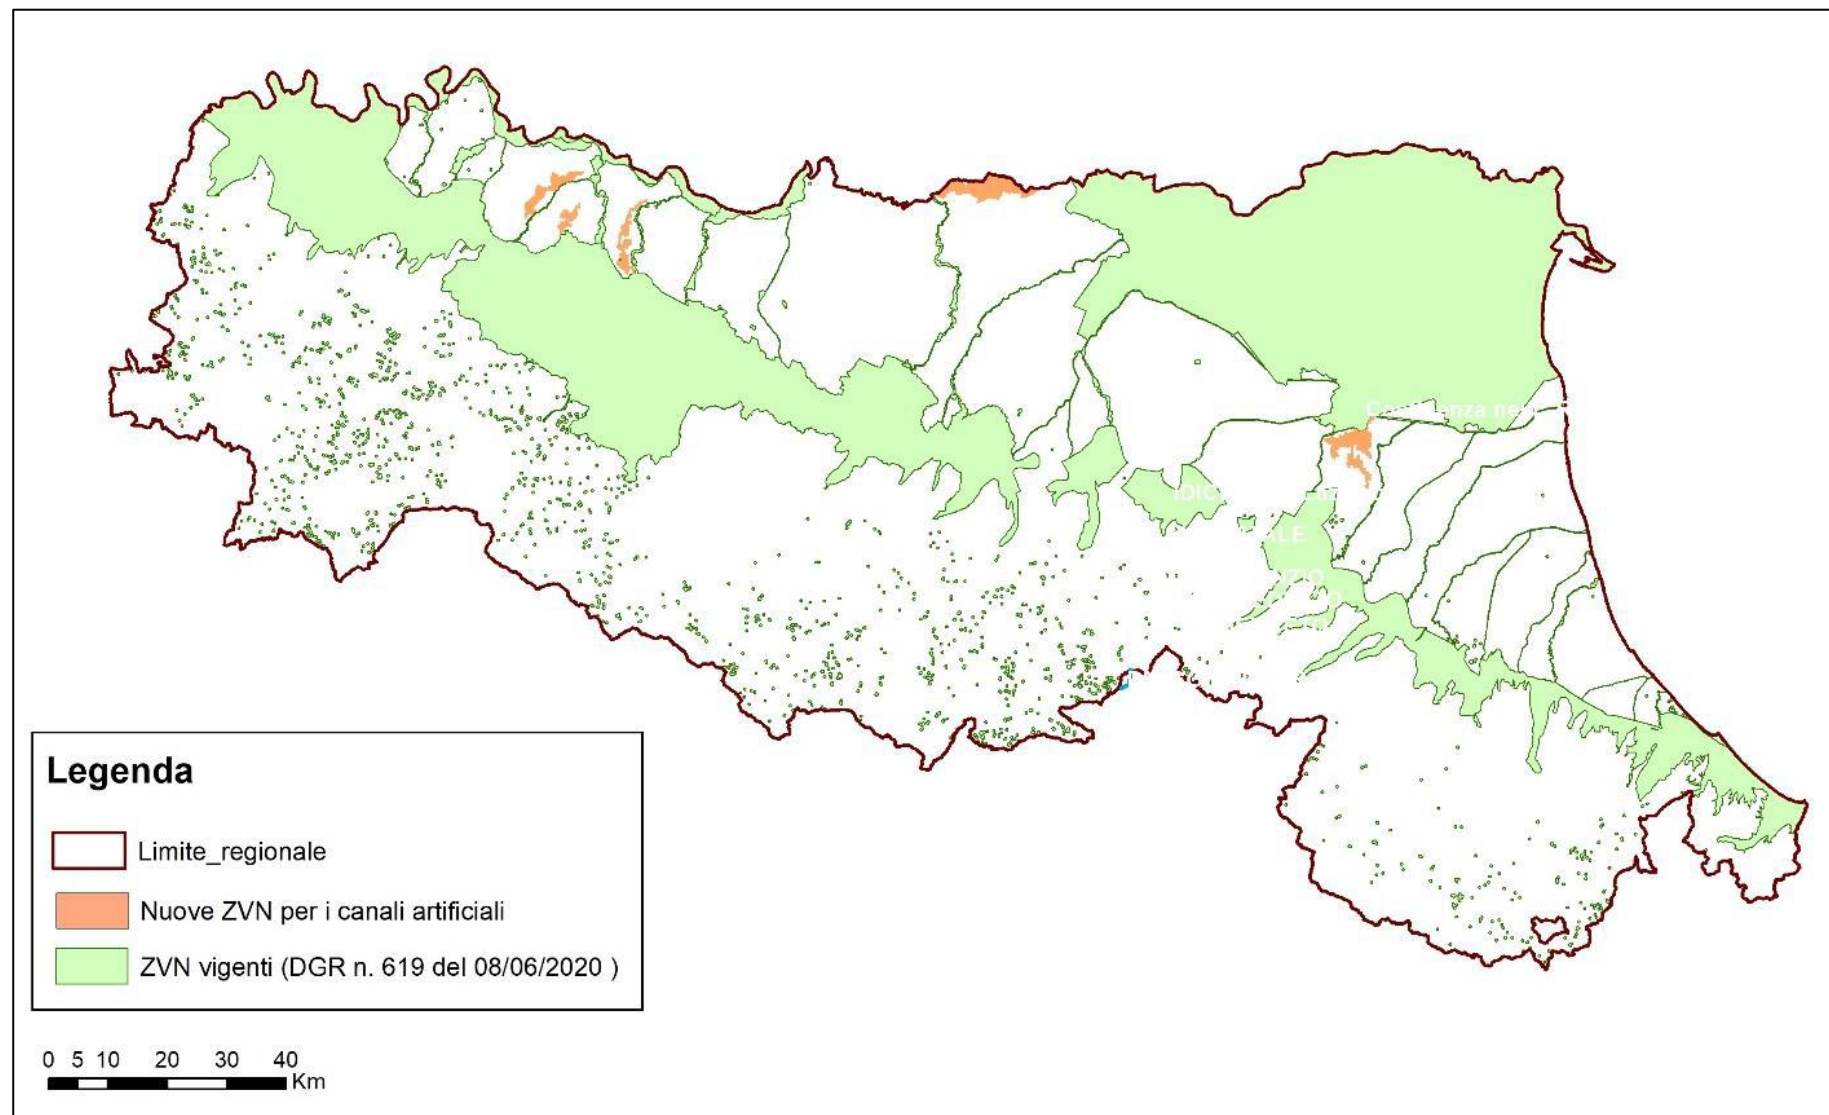 Legenda
Limite_regionale
Nuove ZVN per i canali artificiali
ZVN vigenti (DGR n. 619 del 08/06/2020 )
0 5 10 20 30 40
Km